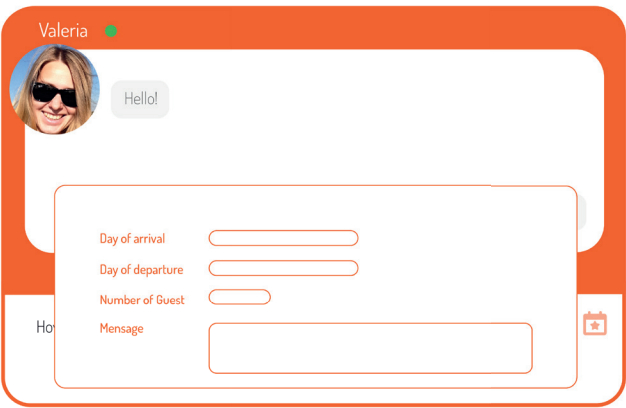 Valeria
Hello!
Day of arrival
Day of departure
Number of Guest
Mensage